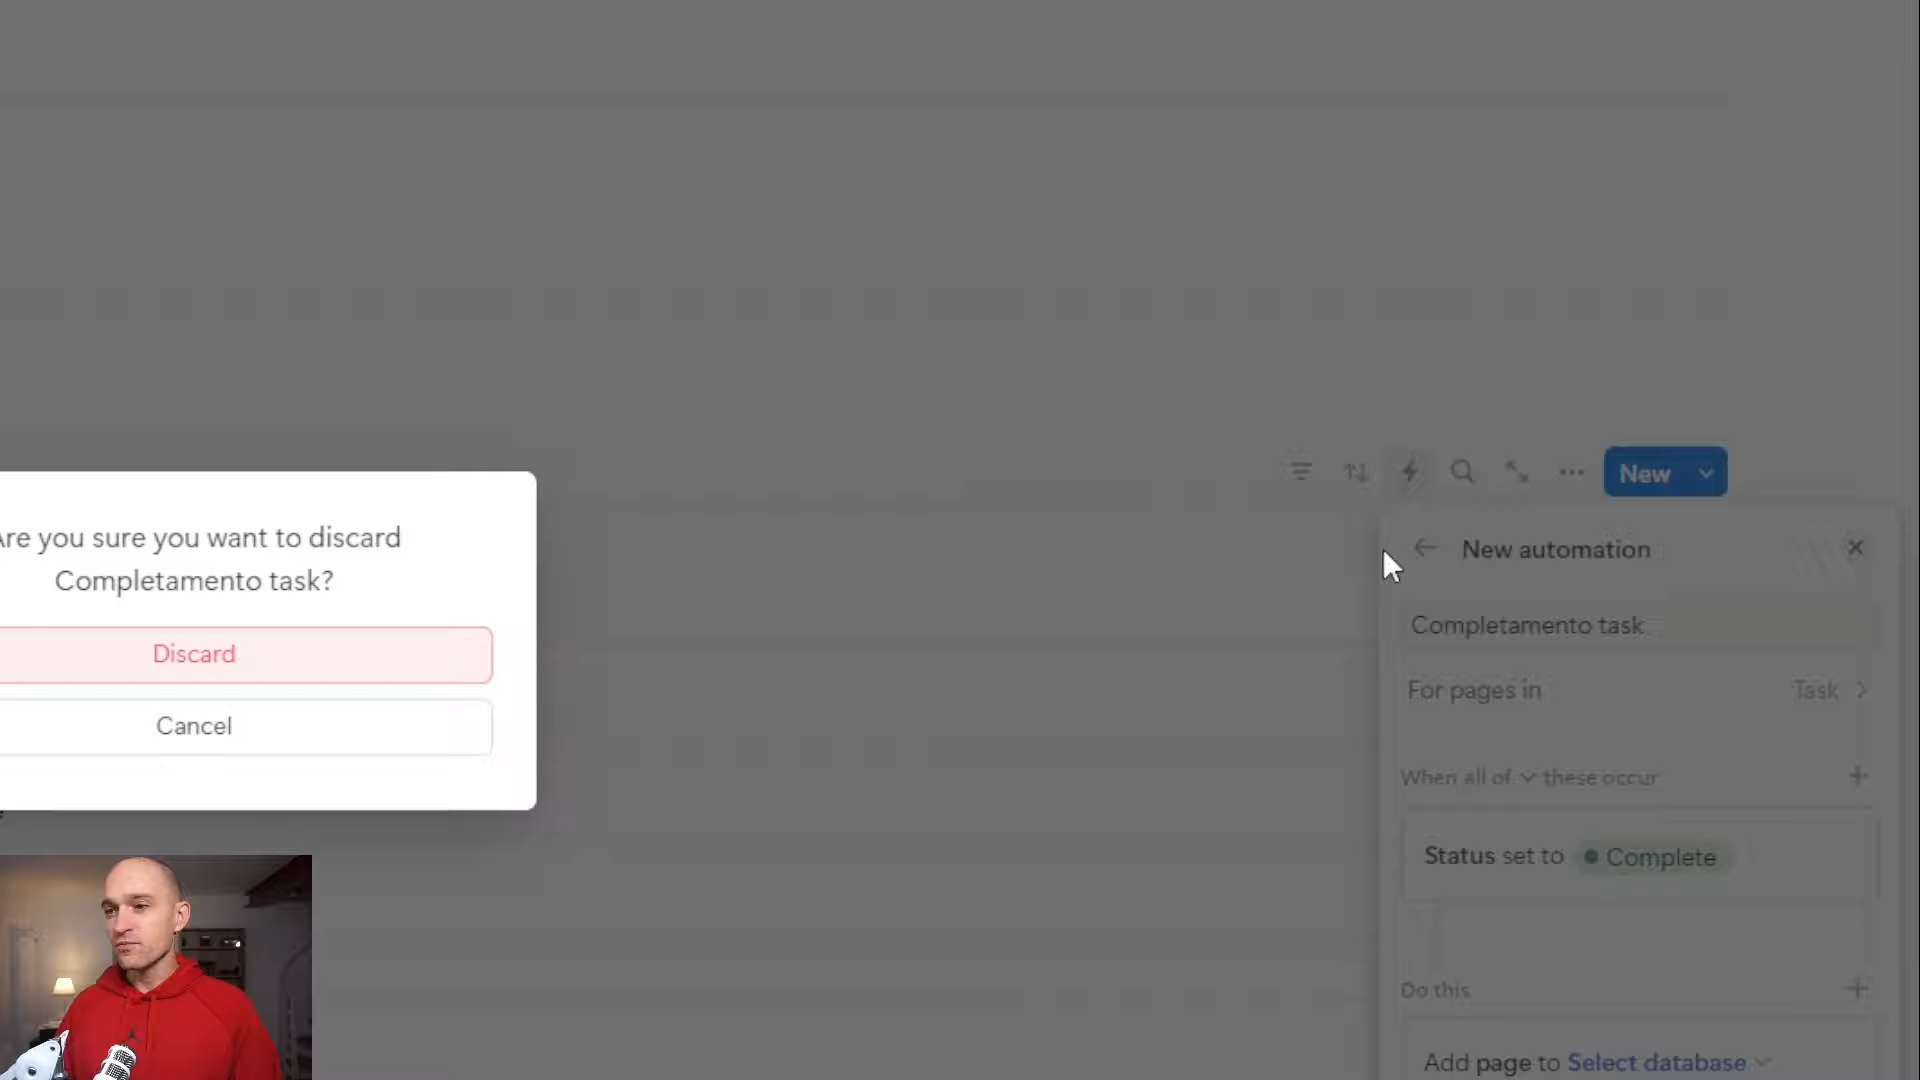 New
New automation
Are you sure you want to discard
Completamento task?
Completamento task
Discard
For pages in Task
Cancel
When all of these occur
Status set to Complete
Do this
Add page to Select database